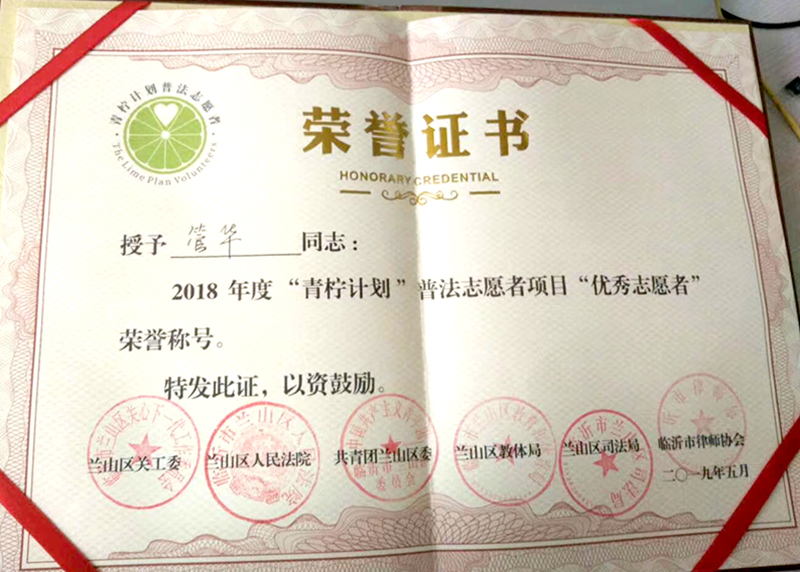 ·青柠计划普法志愿者·
The Lime Plan Volunteers
荣誉证书
HONORARY CREDENTIAL
授予 管华 同志：
2018 年度“青柠计划”普法志愿者项目“优秀志愿者”
荣誉称号。
特发此证，以资鼓励。
兰山区关工委 兰山区人民法院 共青团兰山区委 兰山区教体局 兰山区司法局 临沂市律师协会
二〇一九年五月